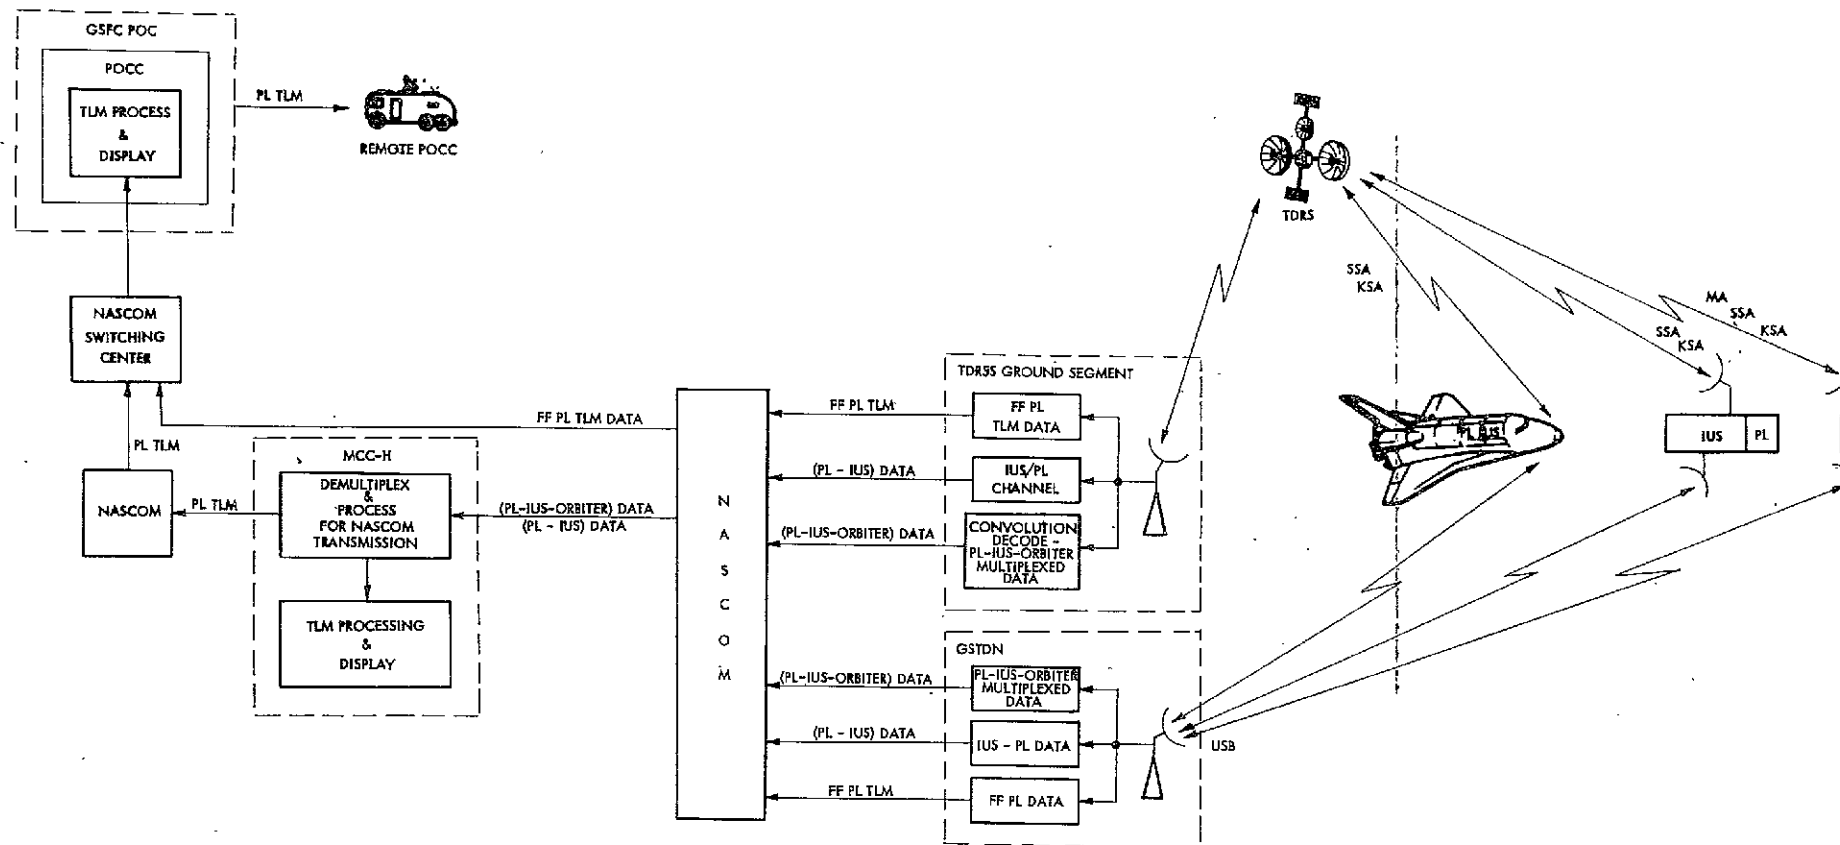 GSFC POC
POCC
TLM PROCESS
&
DISPLAY
PL TLM
REMOTE POCC
NASCOM
SWITCHING
CENTER
PL TLM
NASCOM
PL TLM
MCC-H
DEMULTIPLEX
&
PROCESS
FOR NASCOM
TRANSMISSION
TLM PROCESSING
&
DISPLAY
FF PL TLM DATA
(PL-IUS-ORBITER) DATA
(PL - IUS) DATA
NASCOM
TDRSS GROUND SEGMENT
FF PL TLM
FF PL
TLM DATA
(PL - IUS) DATA
IUS/PL
CHANNEL
(PL-IUS-ORBITER) DATA
CONVOLUTION
DECODE -
PL-IUS-ORBITER
MULTIPLEXED
DATA
GSTDN
(PL-IUS-ORBITER) DATA
PL-IUS-ORBITER
MULTIPLEXED
DATA
(PL - IUS) DATA
IUS - PL DATA
FF PL TLM
FF PL DATA
USB
TDRS
SSA
KSA
MA
SSA
KSA
SSA
KSA
IUS
PL